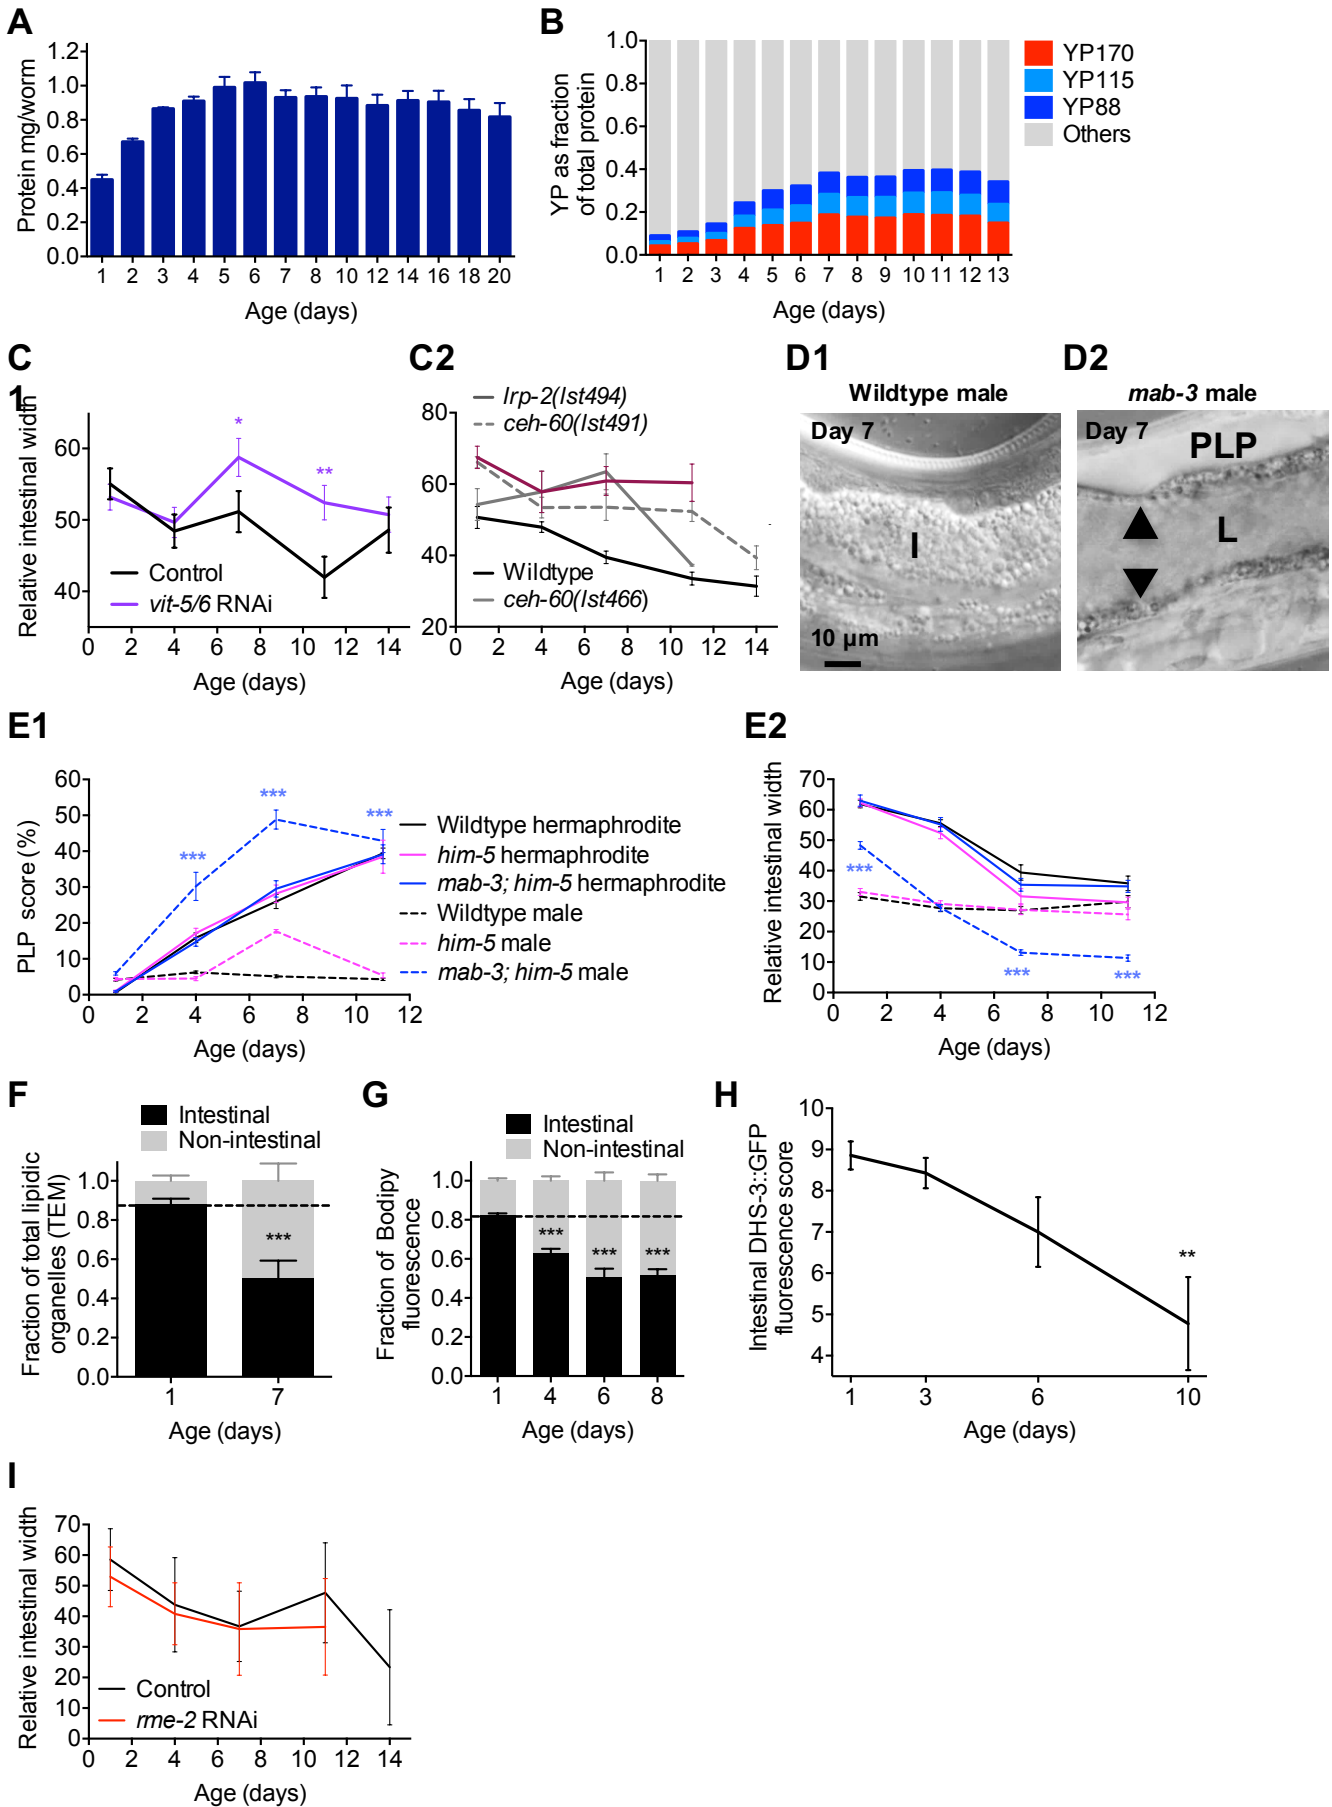 A
Protein mg/worm
1.2
1.0
0.8
0.6
0.4
0.2
0.0
1 2 3 4 5 6 7 8 10 12 14 16 18 20
Age (days)
B
YP as fraction
of total protein
1.0
0.8
0.6
0.4
0.2
0.0
1 2 3 4 5 6 7 8 9 10 11 12 13
Age (days)
YP170
YP115
YP88
Others
C
1
Relative intestinal width
60
50
40
*
**
Control
vit-5/6 RNAi
0 2 4 6 8 10 12 14
Age (days)
C2
lrp-2(lst494)
ceh-60(lst491)
80
60
40
20
Wildtype
ceh-60(lst466)
0 2 4 6 8 10 12 14
Age (days)
D1
Wildtype male
Day 7
I
10 µm
D2
mab-3 male
Day 7
PLP
L
E1
PLP score (%)
60
50
40
30
20
10
0
***
***
***
0 2 4 6 8 10 12
Age (days)
Wildtype hermaphrodite
him-5 hermaphrodite
mab-3; him-5 hermaphrodite
Wildtype male
him-5 male
mab-3; him-5 male
E2
Relative intestinal width
70
60
50
40
30
20
10
0
***
***
***
0 2 4 6 8 10 12
Age (days)
F
Intestinal
Non-intestinal
Fraction of total lipidic
organelles (TEM)
1.0
0.8
0.6
0.4
0.2
0.0
***
1 7
Age (days)
G
Intestinal
Non-intestinal
Fraction of Bodipy
fluorescence
1.0
0.8
0.6
0.4
0.2
0.0
*** *** ***
1 4 6 8
Age (days)
H
Intestinal DHS-3::GFP
fluorescence score
10
9
8
7
6
5
4
**
1 3 6 10
Age (days)
I
Relative intestinal width
70
60
50
40
30
20
10
0
Control
rme-2 RNAi
0 2 4 6 8 10 12 14
Age (days)